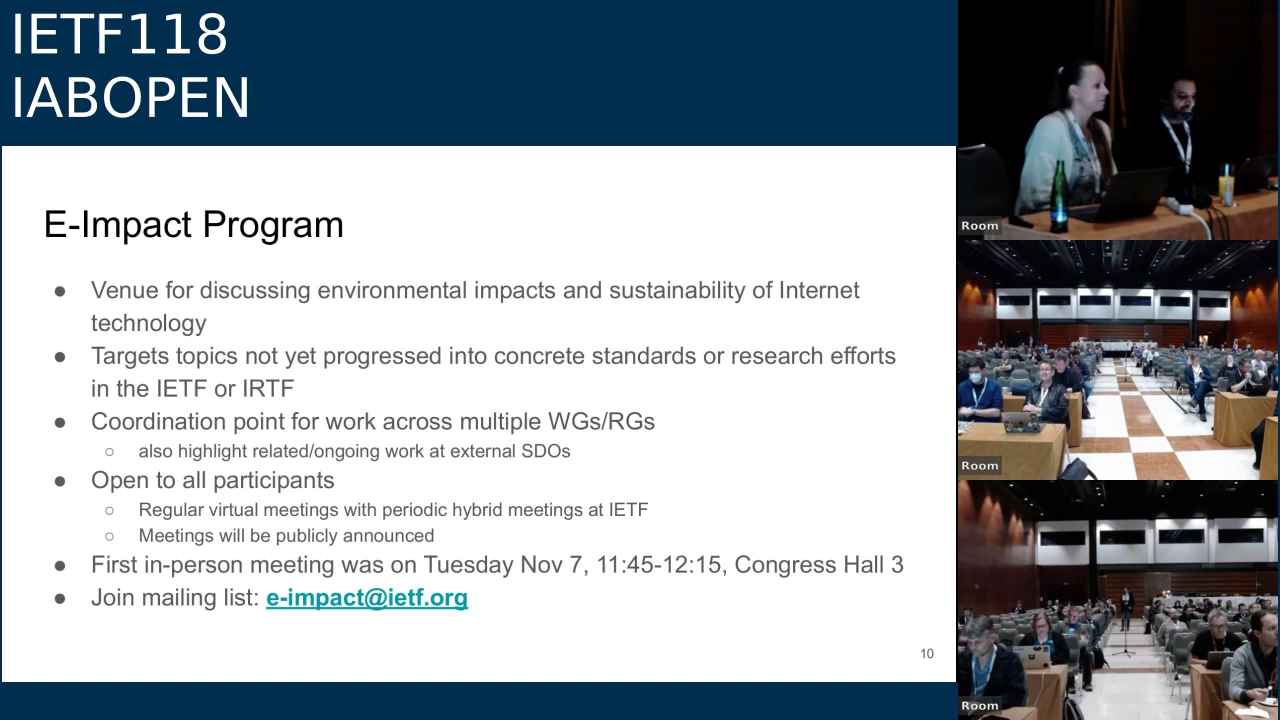 IETF118
IABOPEN
E-Impact Program
● Venue for discussing environmental impacts and sustainability of Internet
technology
● Targets topics not yet progressed into concrete standards or research efforts
in the IETF or IRTF
● Coordination point for work across multiple WGs/RGs
○ also highlight related/ongoing work at external SDOs
● Open to all participants
○ Regular virtual meetings with periodic hybrid meetings at IETF
○ Meetings will be publicly announced
● First in-person meeting was on Tuesday Nov 7, 11:45-12:15, Congress Hall 3
● Join mailing list: e-impact@ietf.org
10
Room
Room
Room